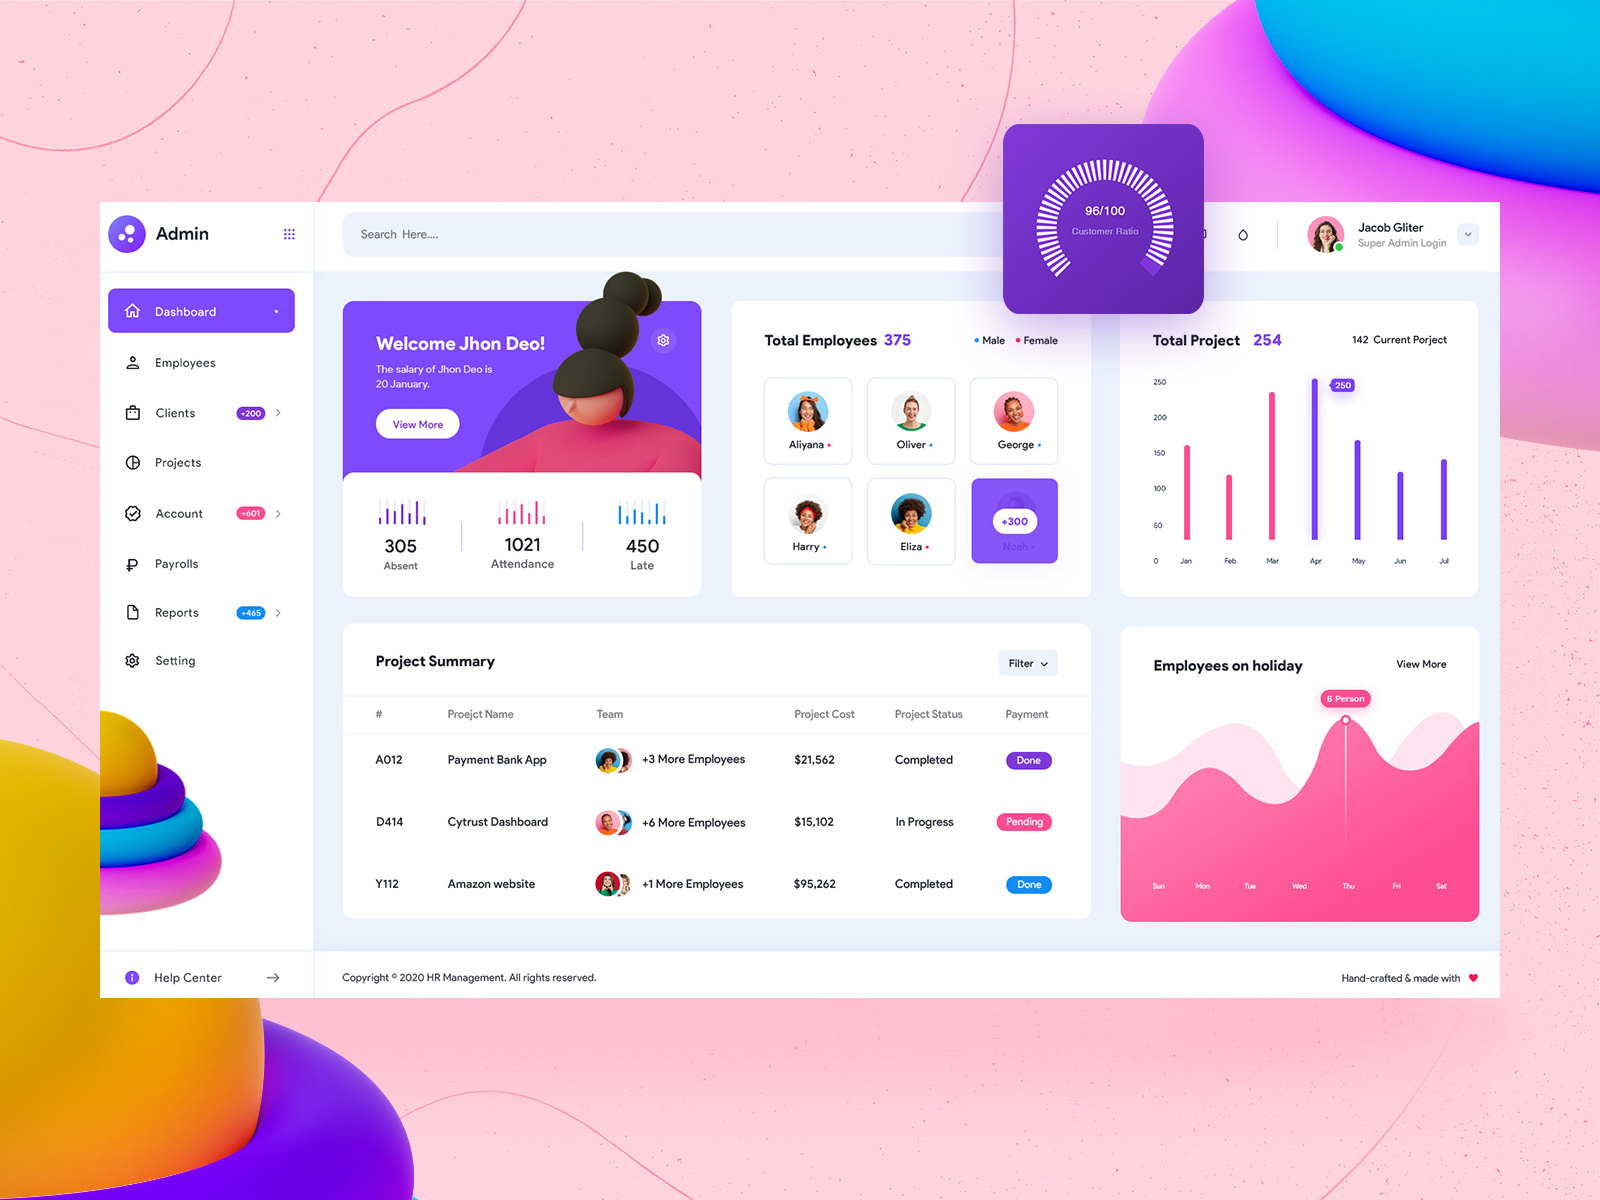 96/100
Customer Ratio
Admin
Search Here....
Jacob Gliter
Super Admin Login
Dashboard
Employees
Clients +200
Projects
Account +601
Payrolls
Reports +465
Setting
Help Center
Welcome Jhon Deo!
The salary of Jhon Deo is
20 January.
View More
305
Absent
1021
Attendance
450
Late
Total Employees 375
Male Female
Aliyana Oliver George
Harry Eliza Noah
+300
Total Project 254
142 Current Porject
250
250
200
150
100
50
0 Jan Feb Mar Apr May Jun Jul
Project Summary
Filter
# Proejct Name Team Project Cost Project Status Payment
A012 Payment Bank App +3 More Employees $21,562 Completed Done
D414 Cytrust Dashboard +6 More Employees $15,102 In Progress Pending
Y112 Amazon website +1 More Employees $95,262 Completed Done
Employees on holiday
View More
6 Person
Sun Mon Tue Wed Thu Fri Sat
Copyright © 2020 HR Management. All rights reserved.
Hand-crafted & made with